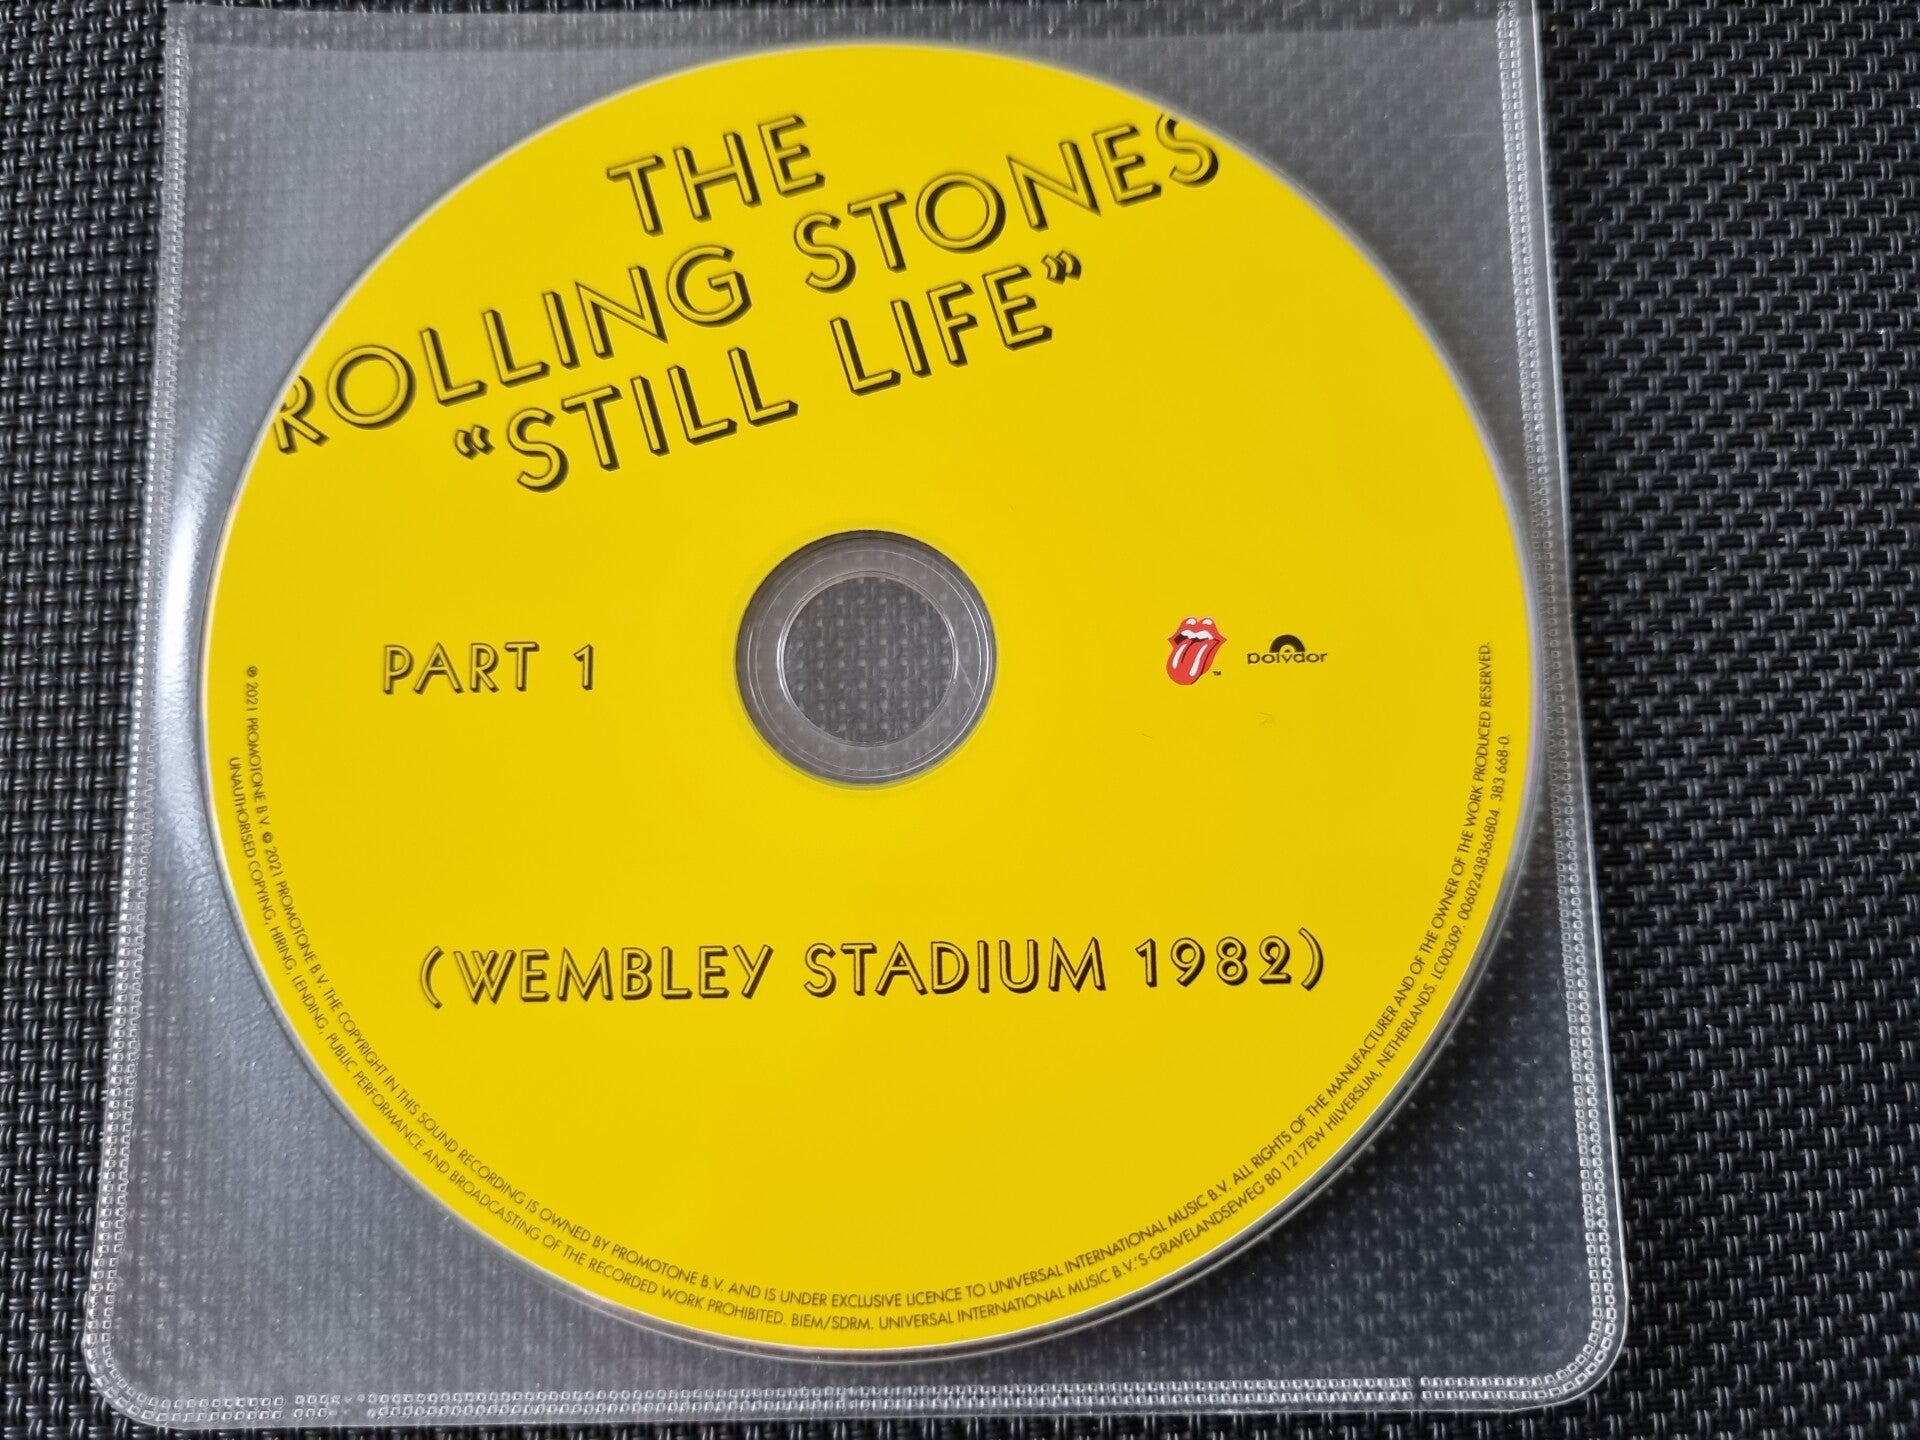 THE
ROLLING STONES
“STILL LIFE”
PART 1
™
polydor
(WEMBLEY STADIUM 1982)
℗ 2021 PROMOTONE B.V. © 2021 PROMOTONE B.V. THE COPYRIGHT IN THIS SOUND RECORDING IS OWNED BY PROMOTONE B.V. AND IS UNDER EXCLUSIVE LICENCE TO UNIVERSAL INTERNATIONAL MUSIC B.V. ALL RIGHTS OF THE MANUFACTURER AND OF THE OWNER OF THE WORK PRODUCED RESERVED.
UNAUTHORISED COPYING, HIRING, LENDING, PUBLIC PERFORMANCE AND BROADCASTING OF THE RECORDED WORK PROHIBITED. BIEM/SDRM. UNIVERSAL INTERNATIONAL MUSIC B.V.'S-GRAVELANDSEWEG 80 1217EW HILVERSUM, NETHERLANDS. LC00309. 00602438366804. 383 668-0.